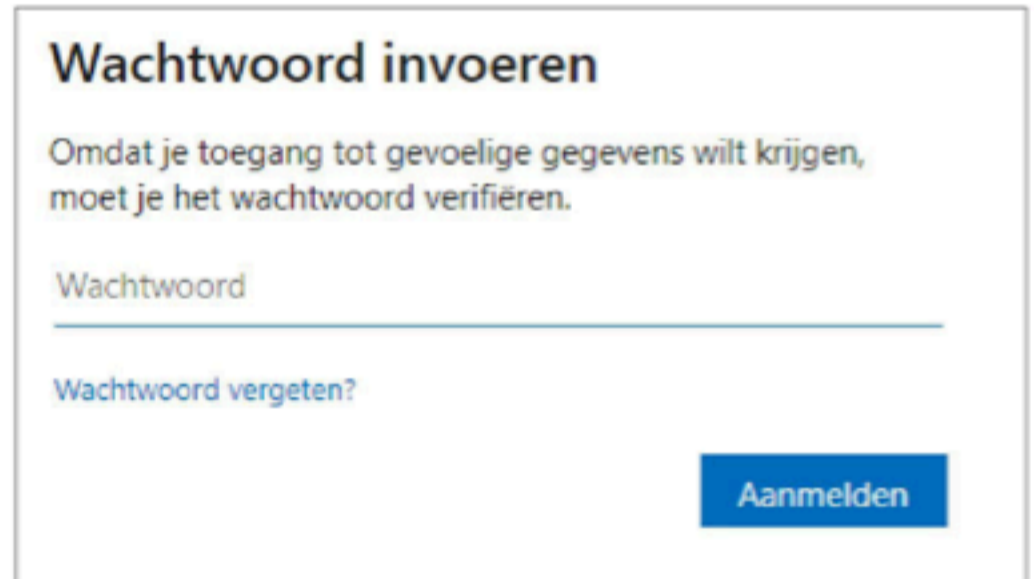 Wachtwoord invoeren
Omdat je toegang tot gevoelige gegevens wilt krijgen,
moet je het wachtwoord verifiëren.
Wachtwoord
Wachtwoord vergeten?
Aanmelden